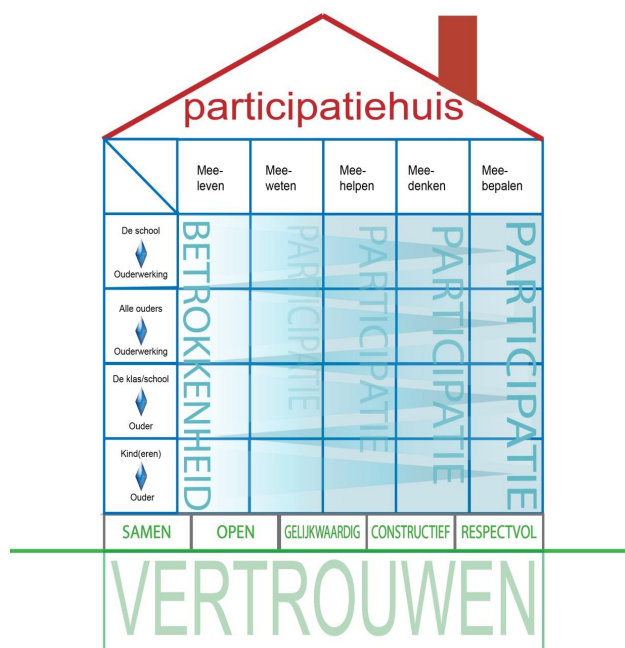 participatiehuis
Mee-
leven
Mee-
weten
Mee-
helpen
Mee-
denken
Mee-
bepalen
De school
Ouderwerking
Alle ouders
Ouderwerking
De klas/school
Ouder
Kind(eren)
Ouder
BETROKKENHEID
PARTICIPATIE
PARTICIPATIE
PARTICIPATIE
PARTICIPATIE
SAMEN
OPEN
GELIJKWAARDIG
CONSTRUCTIEF
RESPECTVOL
VERTROUWEN